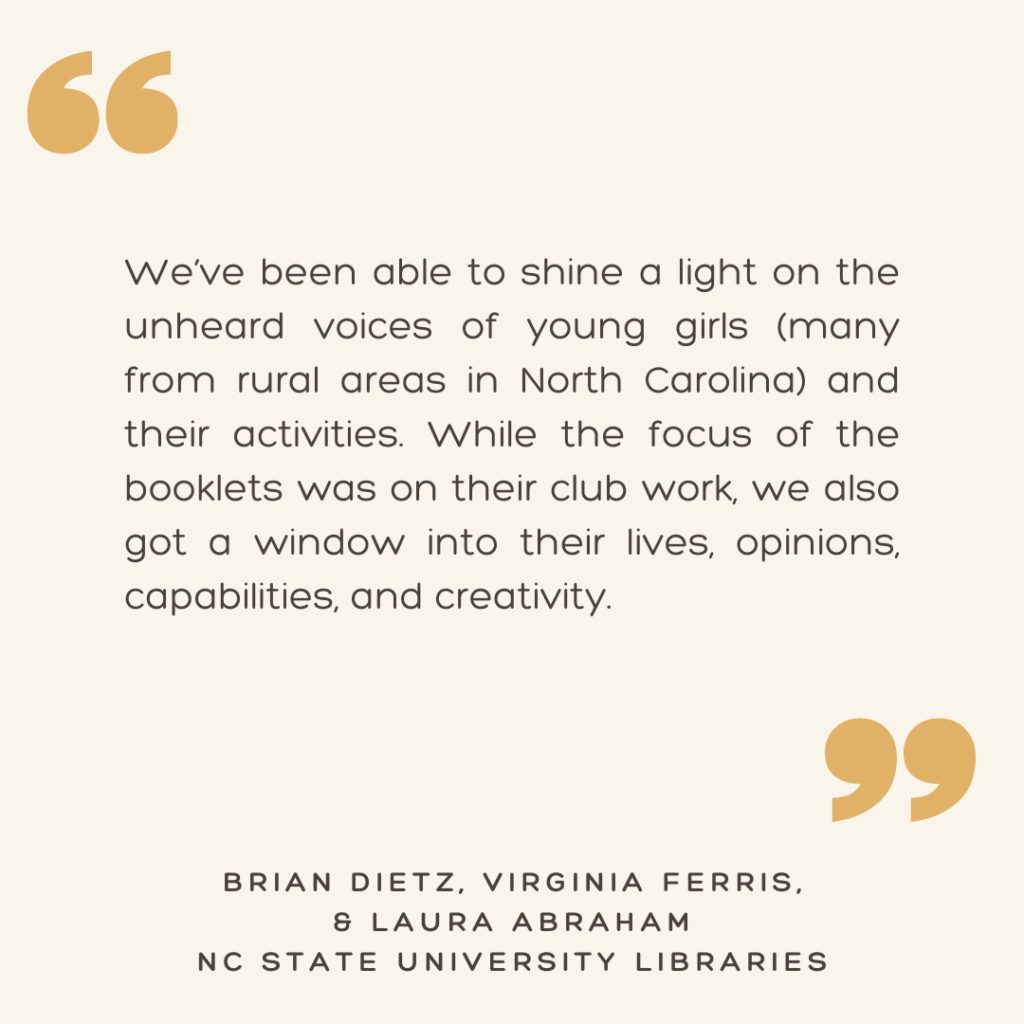 “
We’ve been able to shine a light on the
unheard voices of young girls (many
from rural areas in North Carolina) and
their activities. While the focus of the
booklets was on their club work, we also
got a window into their lives, opinions,
capabilities, and creativity.
”
BRIAN DIETZ, VIRGINIA FERRIS,
& LAURA ABRAHAM
NC STATE UNIVERSITY LIBRARIES